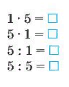 1 · 5 = □
5 · 1 = □
5 : 1 = □
5 : 5 = □